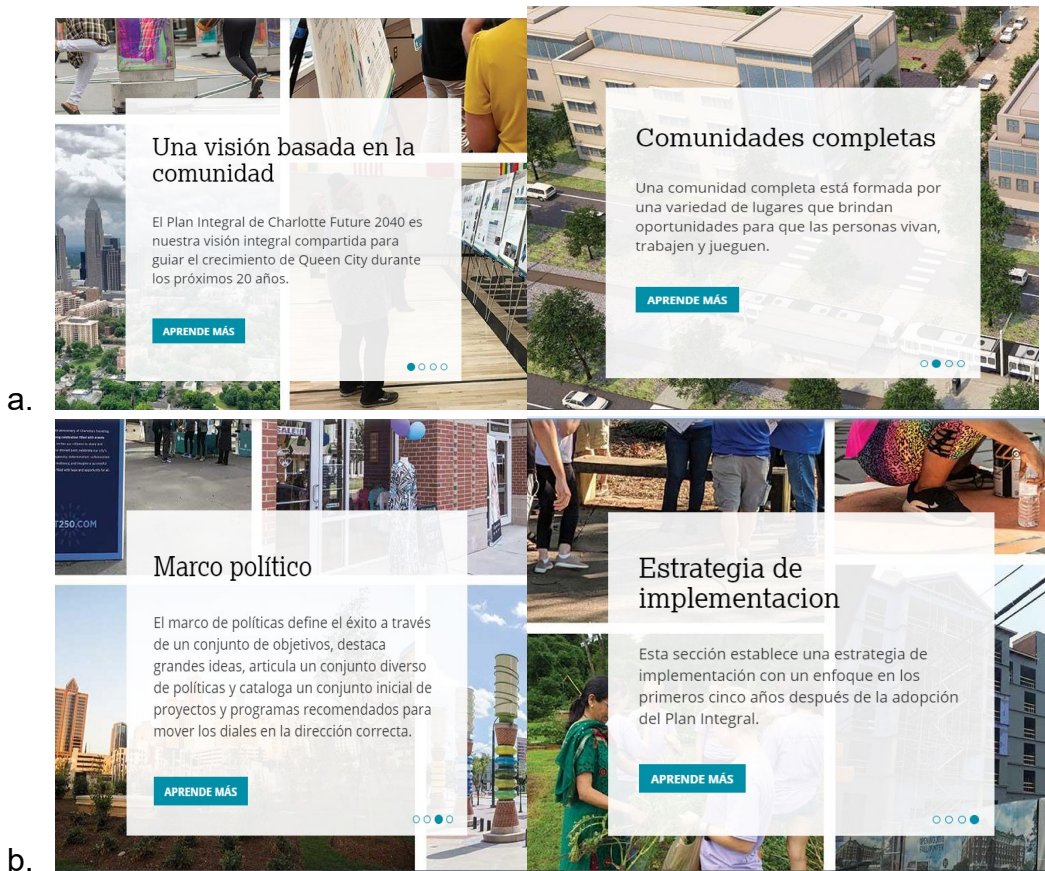 Una visión basada en la
comunidad
El Plan Integral de Charlotte Future 2040 es
nuestra visión integral compartida para
guiar el crecimiento de Queen City durante
los próximos 20 años.
APRENDE MÁS
Comunidades completas
Una comunidad completa está formada por
una variedad de lugares que brindan
oportunidades para que las personas vivan,
trabajen y jueguen.
APRENDE MÁS
a.
T250.COM
Marco político
El marco de políticas define el éxito a través
de un conjunto de objetivos, destaca
grandes ideas, articula un conjunto diverso
de políticas y cataloga un conjunto inicial de
proyectos y programas recomendados para
mover los diales en la dirección correcta.
APRENDE MÁS
Estrategia de
implementacion
Esta sección establece una estrategia de
implementación con un enfoque en los
primeros cinco años después de la adopción
del Plan Integral.
APRENDE MÁS
b.